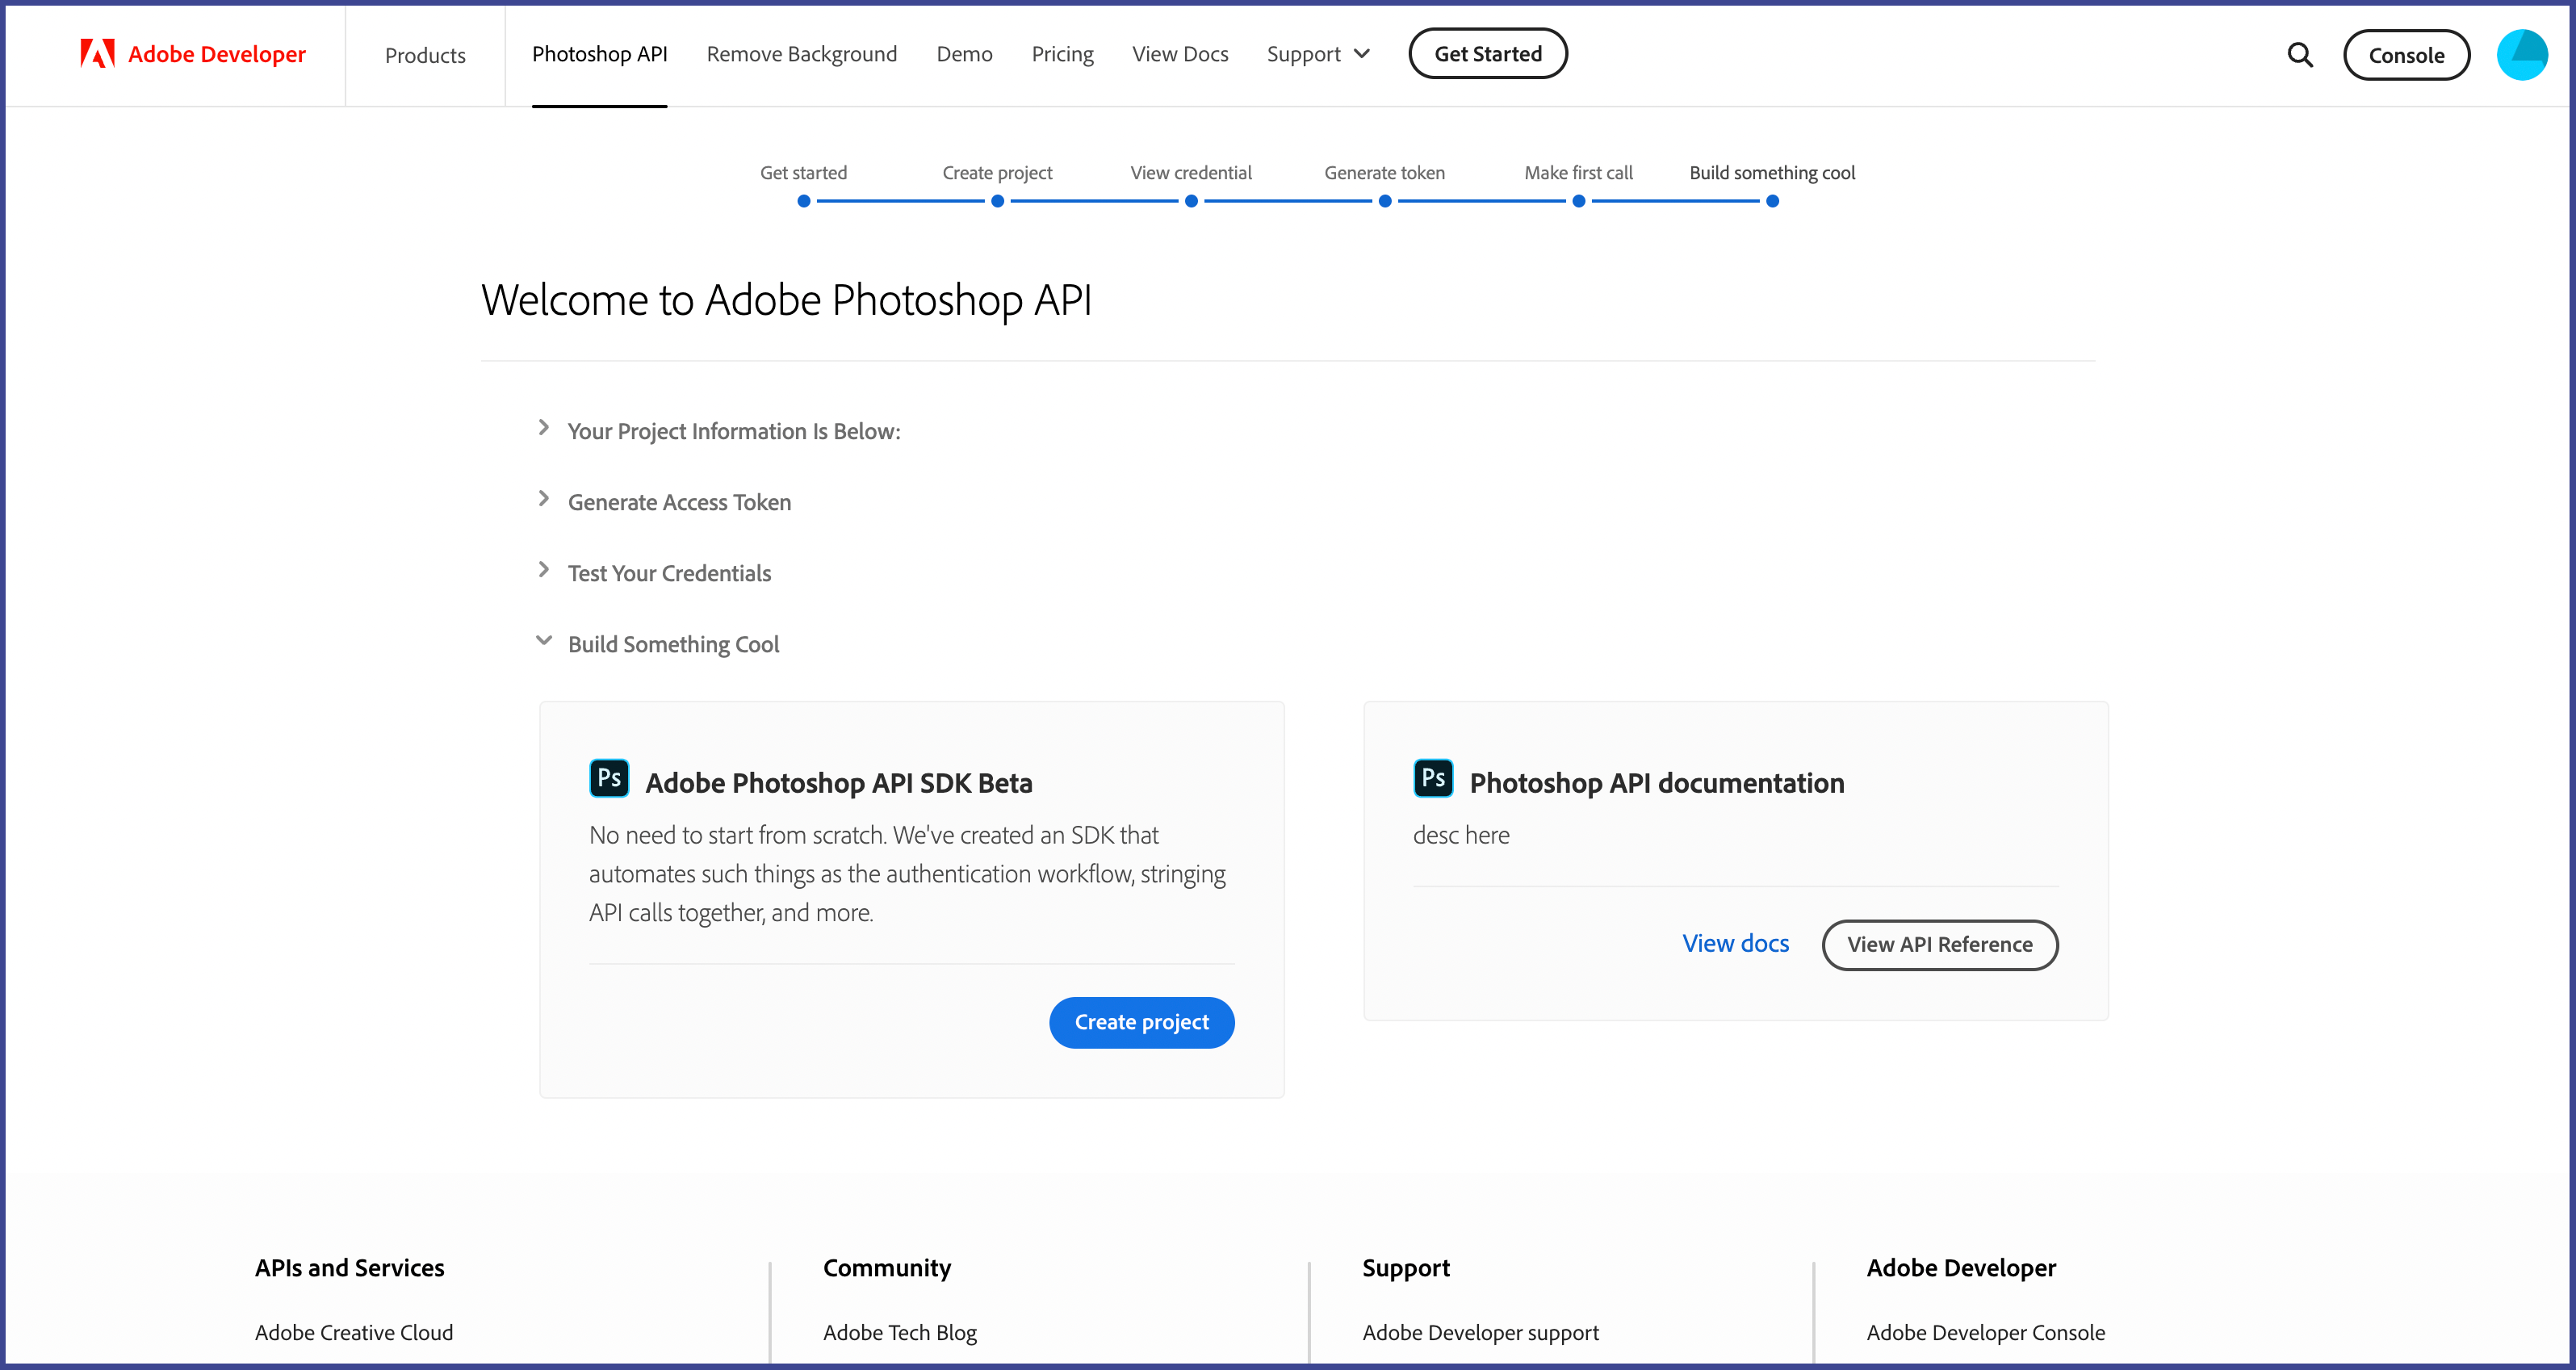 Adobe Developer
Products
Photoshop API
Remove Background
Demo
Pricing
View Docs
Support
Get Started
Console
Get started
Create project
View credential
Generate token
Make first call
Build something cool
Welcome to Adobe Photoshop API
Your Project Information Is Below:
Generate Access Token
Test Your Credentials
Build Something Cool
Ps
Adobe Photoshop API SDK Beta
No need to start from scratch. We've created an SDK that
automates such things as the authentication workflow, stringing
API calls together, and more.
Create project
Ps
Photoshop API documentation
desc here
View docs
View API Reference
APIs and Services
Adobe Creative Cloud
Community
Adobe Tech Blog
Support
Adobe Developer support
Adobe Developer
Adobe Developer Console